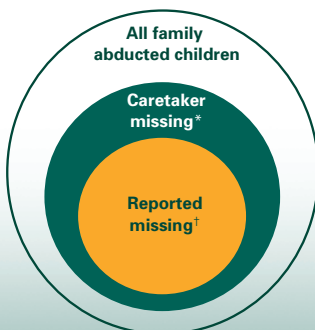 All family
abducted children
Caretaker
missing*
Reported
missing†